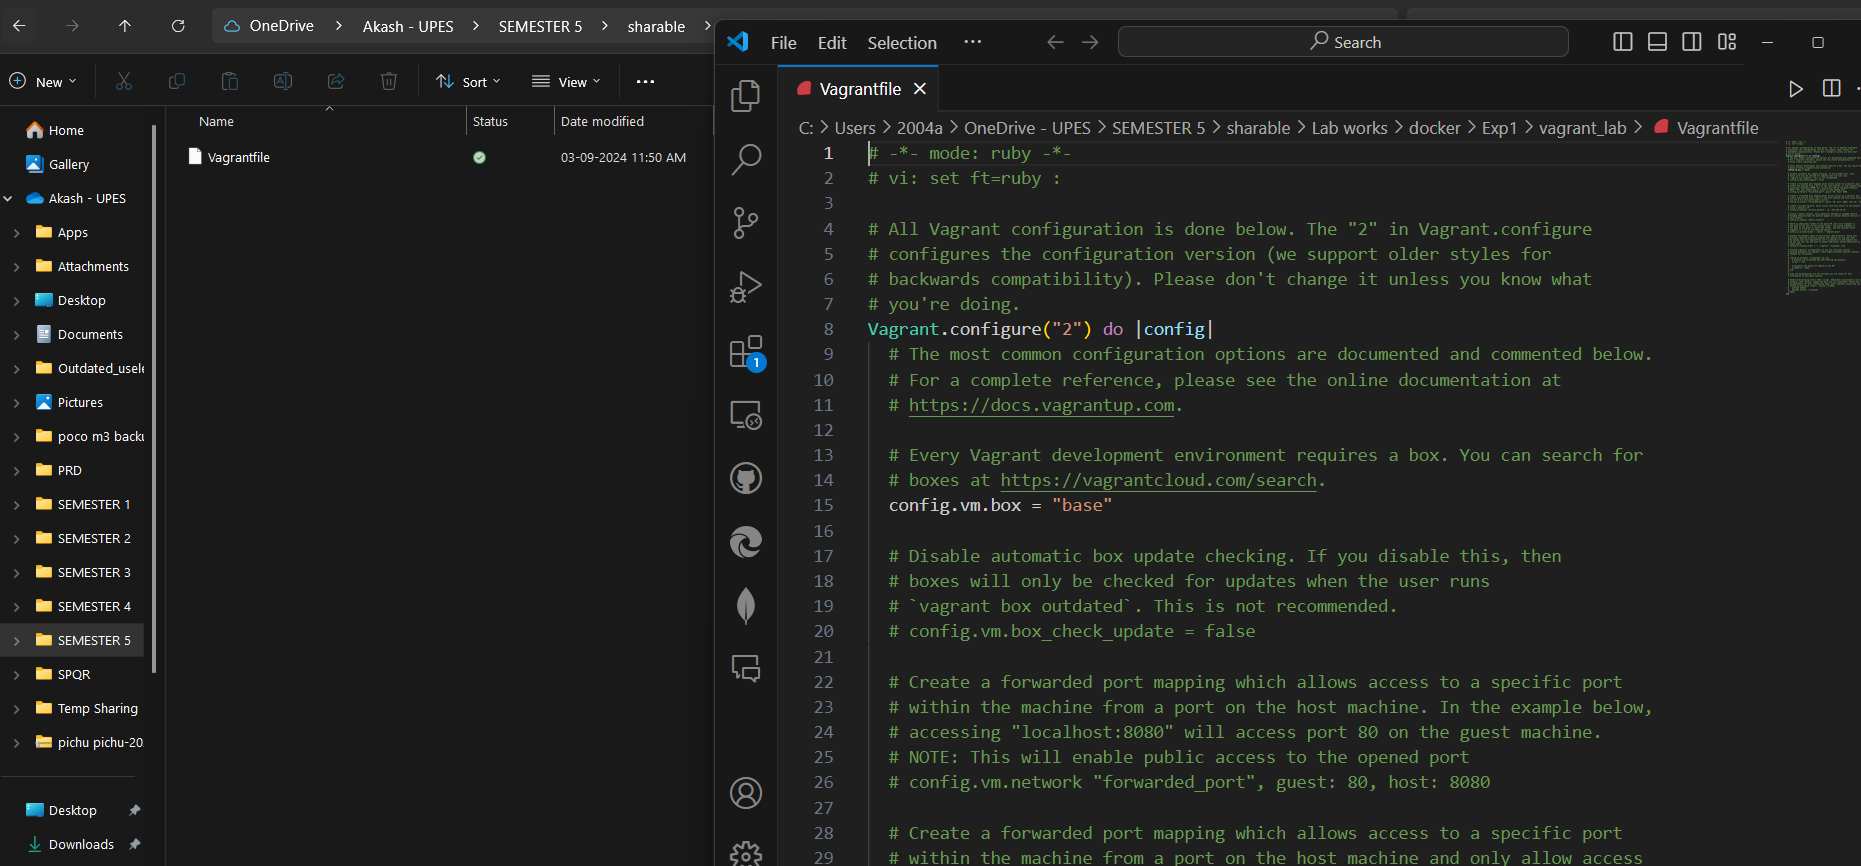 OneDrive > Akash - UPES > SEMESTER 5 > sharable >
New Sort View ···
Home
Gallery
Akash - UPES
Apps
Attachments
Desktop
Documents
Outdated_usele
Pictures
poco m3 backu
PRD
SEMESTER 1
SEMESTER 2
SEMESTER 3
SEMESTER 4
SEMESTER 5
SPQR
Temp Sharing
pichu pichu-20
Desktop
Downloads
Name Status Date modified
Vagrantfile 03-09-2024 11:50 AM
File Edit Selection ··· Search
1
Vagrantfile
C: > Users > 2004a > OneDrive - UPES > SEMESTER 5 > sharable > Lab works > docker > Exp1 > vagrant_lab > Vagrantfile
1 # -*- mode: ruby -*-
2 # vi: set ft=ruby :
3
4 # All Vagrant configuration is done below. The "2" in Vagrant.configure
5 # configures the configuration version (we support older styles for
6 # backwards compatibility). Please don't change it unless you know what
7 # you're doing.
8 Vagrant.configure("2") do |config|
9 # The most common configuration options are documented and commented below.
10 # For a complete reference, please see the online documentation at
11 # https://docs.vagrantup.com.
12
13 # Every Vagrant development environment requires a box. You can search for
14 # boxes at https://vagrantcloud.com/search.
15 config.vm.box = "base"
16
17 # Disable automatic box update checking. If you disable this, then
18 # boxes will only be checked for updates when the user runs
19 # `vagrant box outdated`. This is not recommended.
20 # config.vm.box_check_update = false
21
22 # Create a forwarded port mapping which allows access to a specific port
23 # within the machine from a port on the host machine. In the example below,
24 # accessing "localhost:8080" will access port 80 on the guest machine.
25 # NOTE: This will enable public access to the opened port
26 # config.vm.network "forwarded_port", guest: 80, host: 8080
27
28 # Create a forwarded port mapping which allows access to a specific port
29 # within the machine from a port on the host machine and only allow access